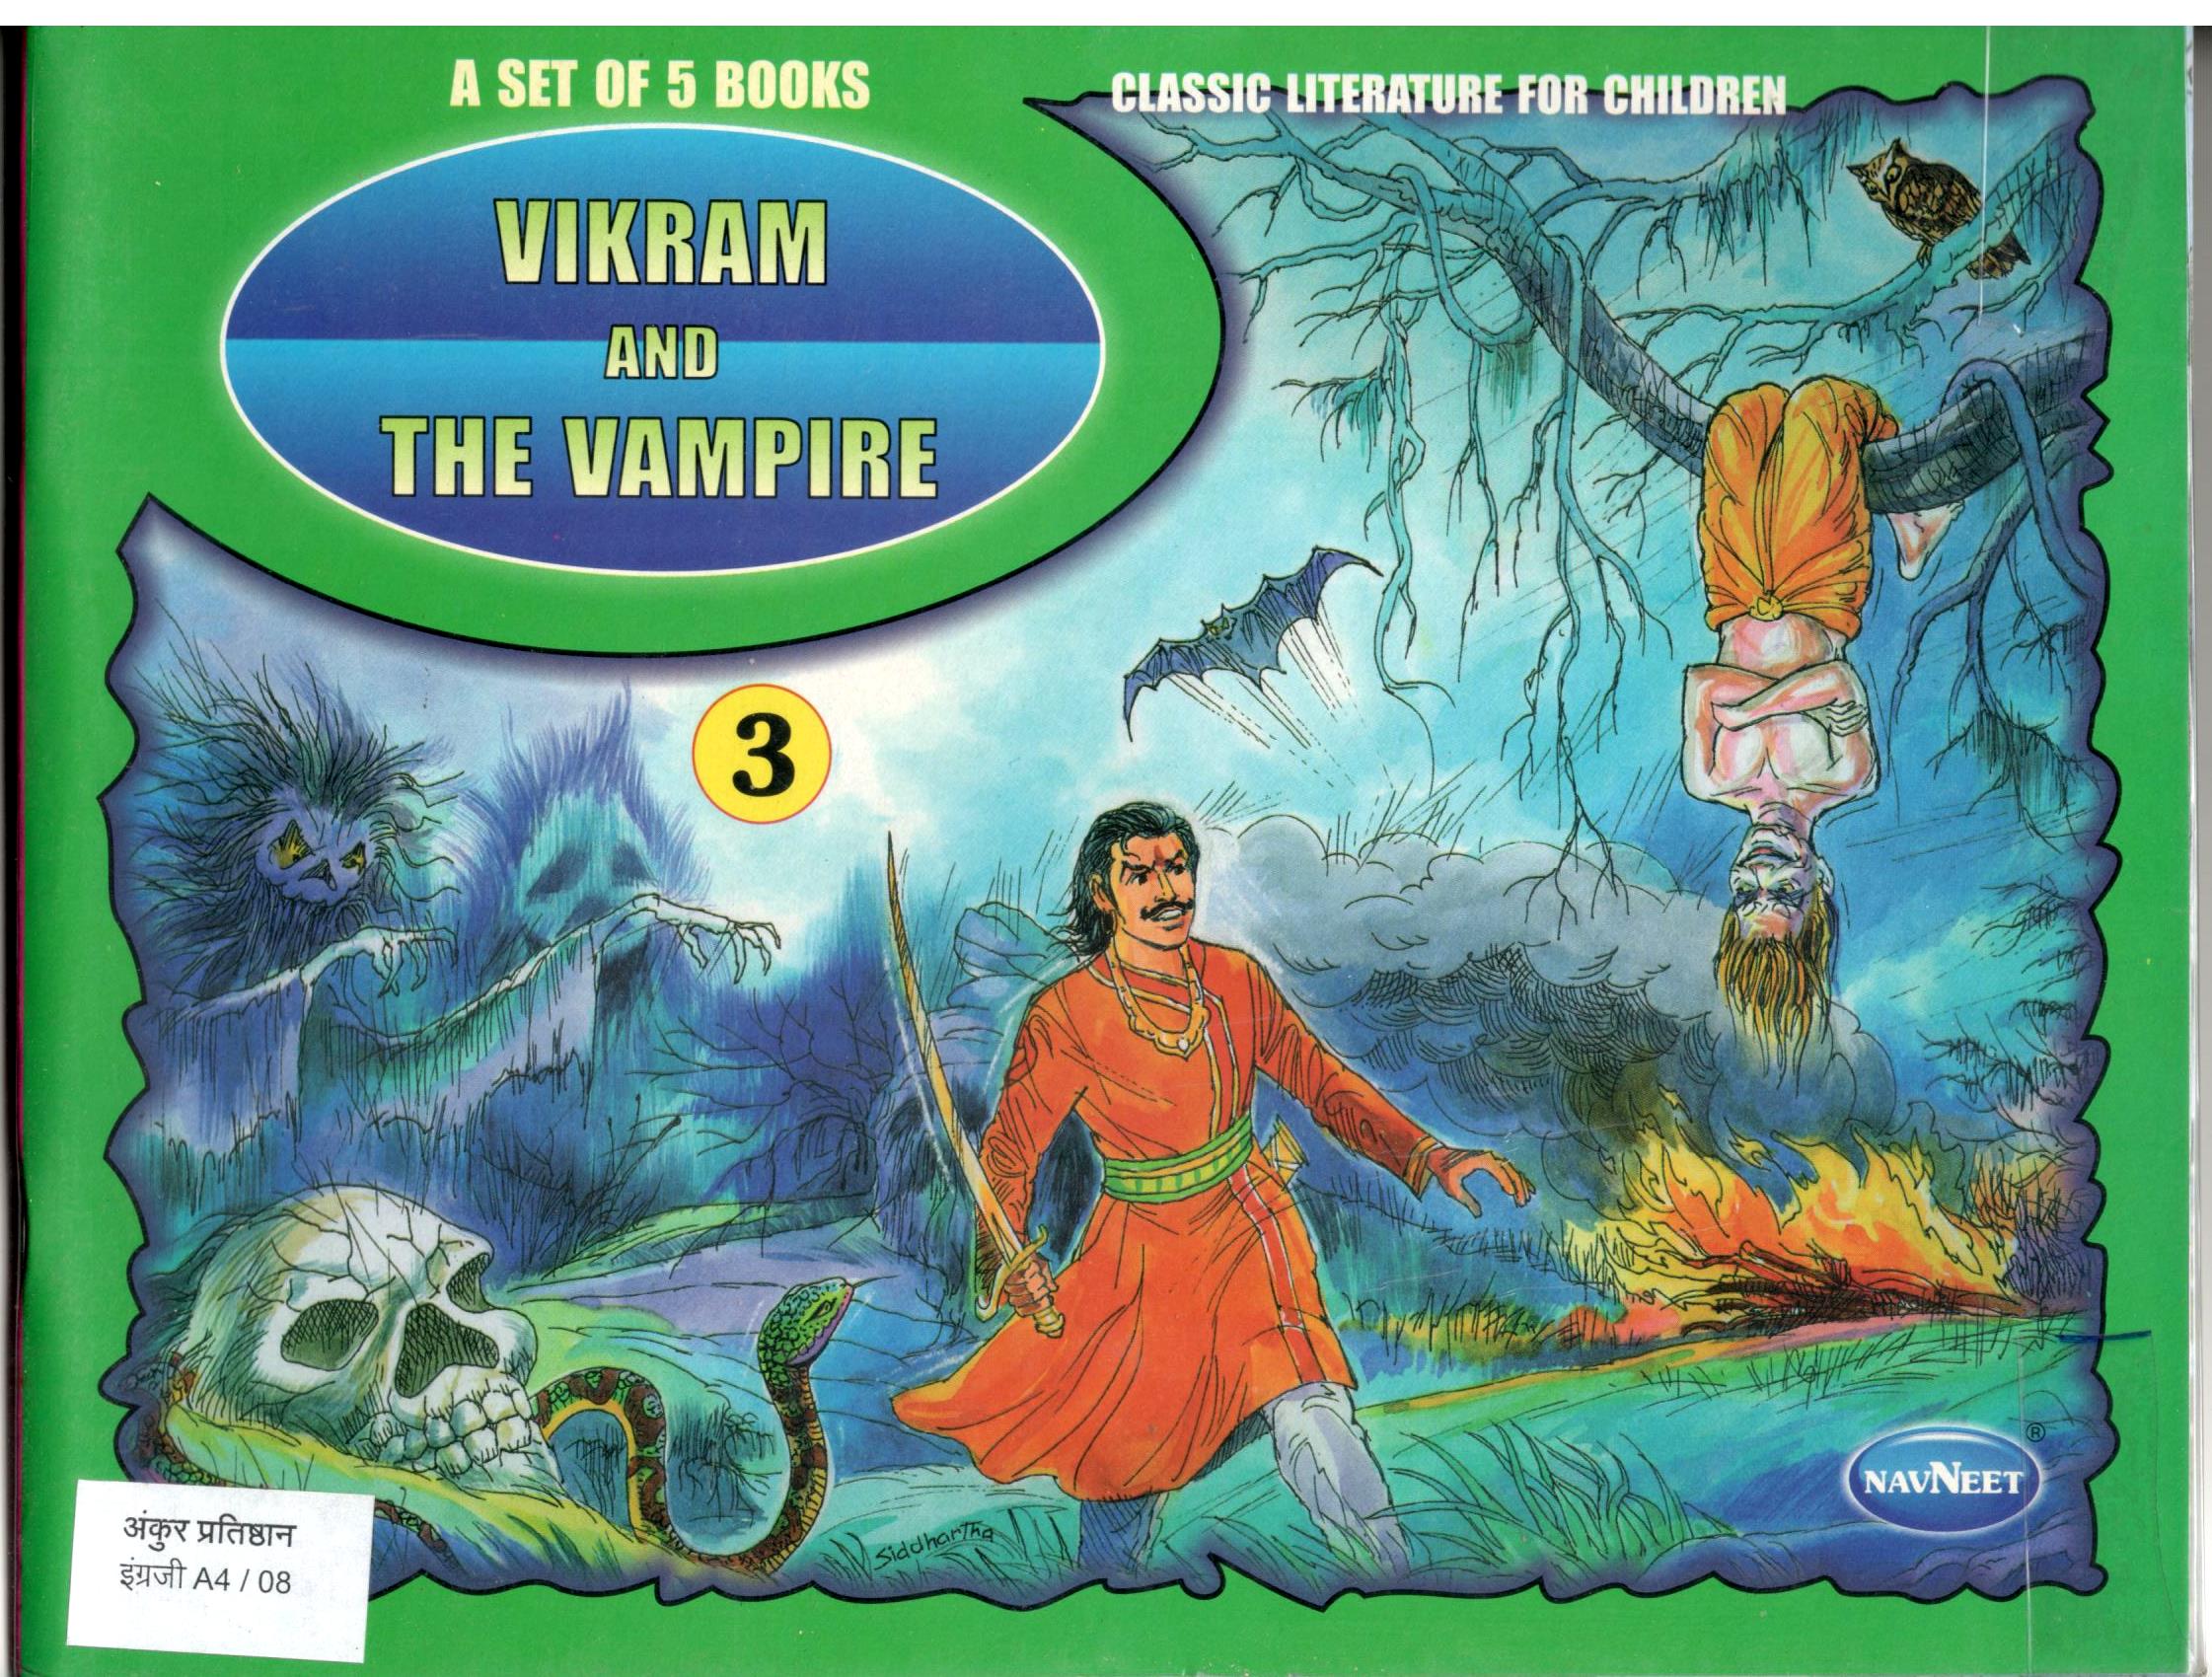 A SET OF 5 BOOKS
CLASSIC LITERATURE FOR CHILDREN
VIKRAM
AND
THE VAMPIRE
3
NAVNEET ®
Siddhartha
अंकुर प्रतिष्ठान
इंग्रजी A4 / 08